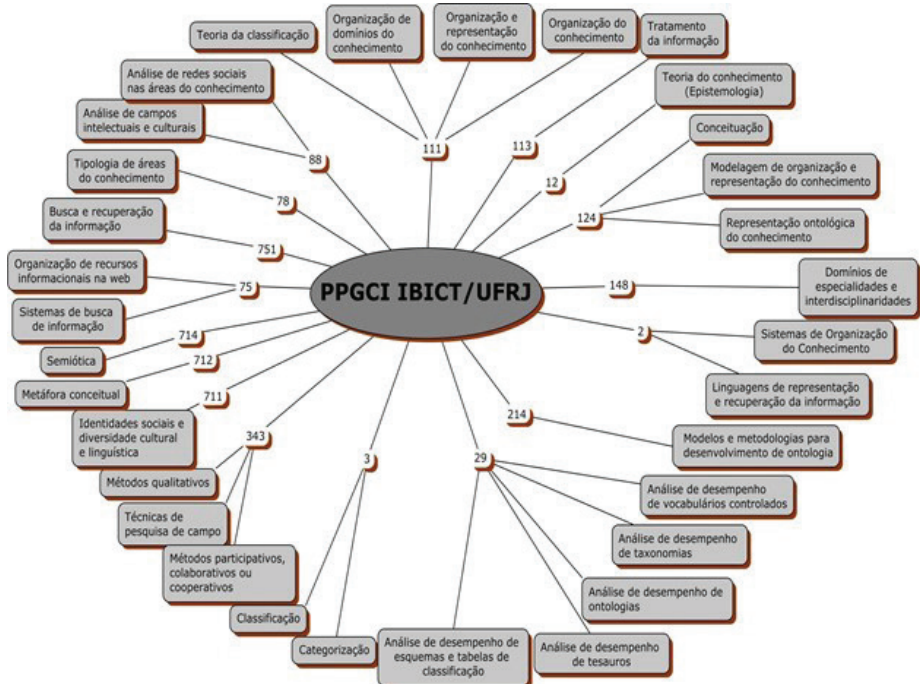 Teoria da classificação
Organização de
domínios do
conhecimento
Organização e
representação
do conhecimento
Organização
do conhecimento
Tratamento
da informação
Análise de redes sociais
nas áreas do conhecimento
Teoria do conhecimento
(Epistemologia)
Análise de campos
intelectuais e culturais
Conceituação
88
111
113
12
124
Tipologia de áreas
do conhecimento
78
Modelagem de organização e
representação do conhecimento
Busca e recuperação
da informação
751
Representação ontológica
do conhecimento
Organização de recursos
informacionais na web
75
PPGCI IBICT/UFRJ
148
Domínios de
especialidades e
interdisciplinaridades
Sistemas de busca
de informação
714
2
Sistemas de Organização
do Conhecimento
Semiótica
712
Metáfora conceitual
711
Linguagens de representação
e recuperação da informação
Identidades sociais e
diversidade cultural
e linguística
343
3
29
214
Modelos e metodologias para
desenvolvimento de ontologia
Métodos qualitativos
Análise de desempenho
de vocabulários controlados
Técnicas de
pesquisa de campo
Análise de desempenho
de taxonomias
Métodos participativos,
colaborativos ou
cooperativos
Análise de desempenho de
ontologias
Classificação
Categorização
Análise de desempenho de
esquemas e tabelas de
classificação
Análise de desempenho
de tesauros